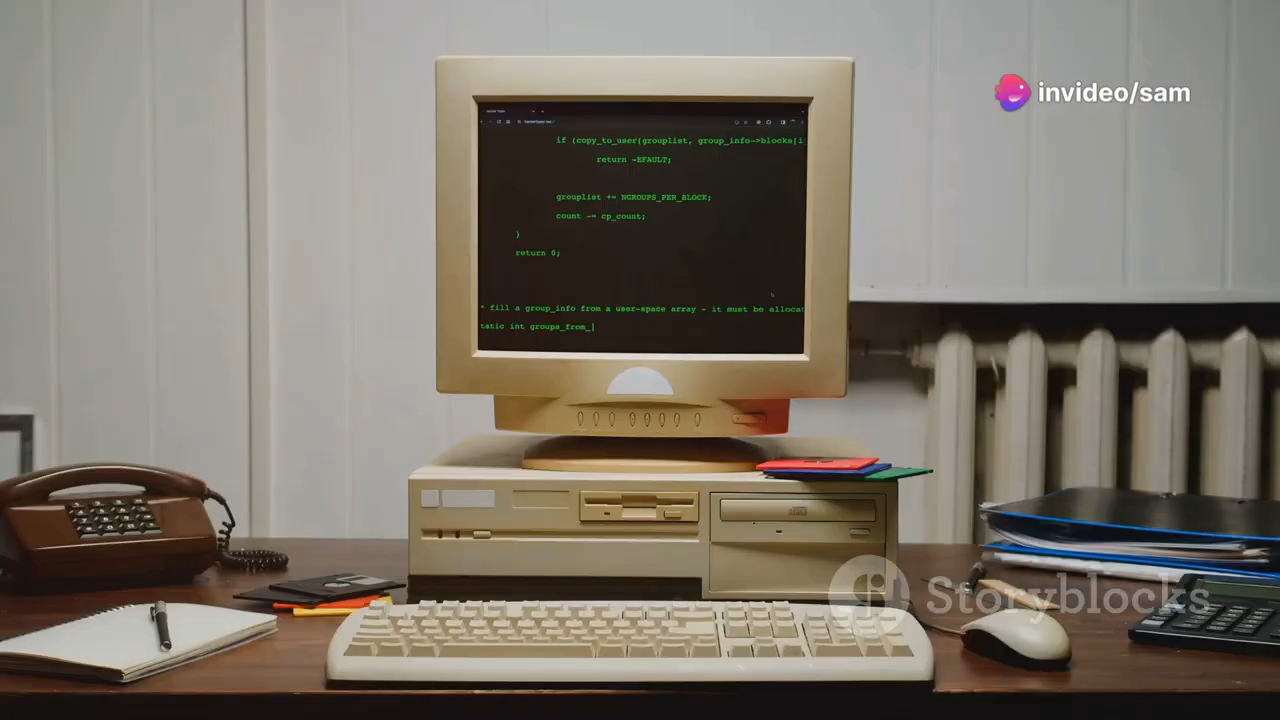 invideo/sam
if (copy_to_user(grouplist, group_info->blocks[i
return -EFAULT;
grouplist += NGROUPS_PER_BLOCK;
count -= cp_count;
}
return 0;
* fill a group_info from a user-space array - it must be alloca
tatic int groups_from_
Storyblocks